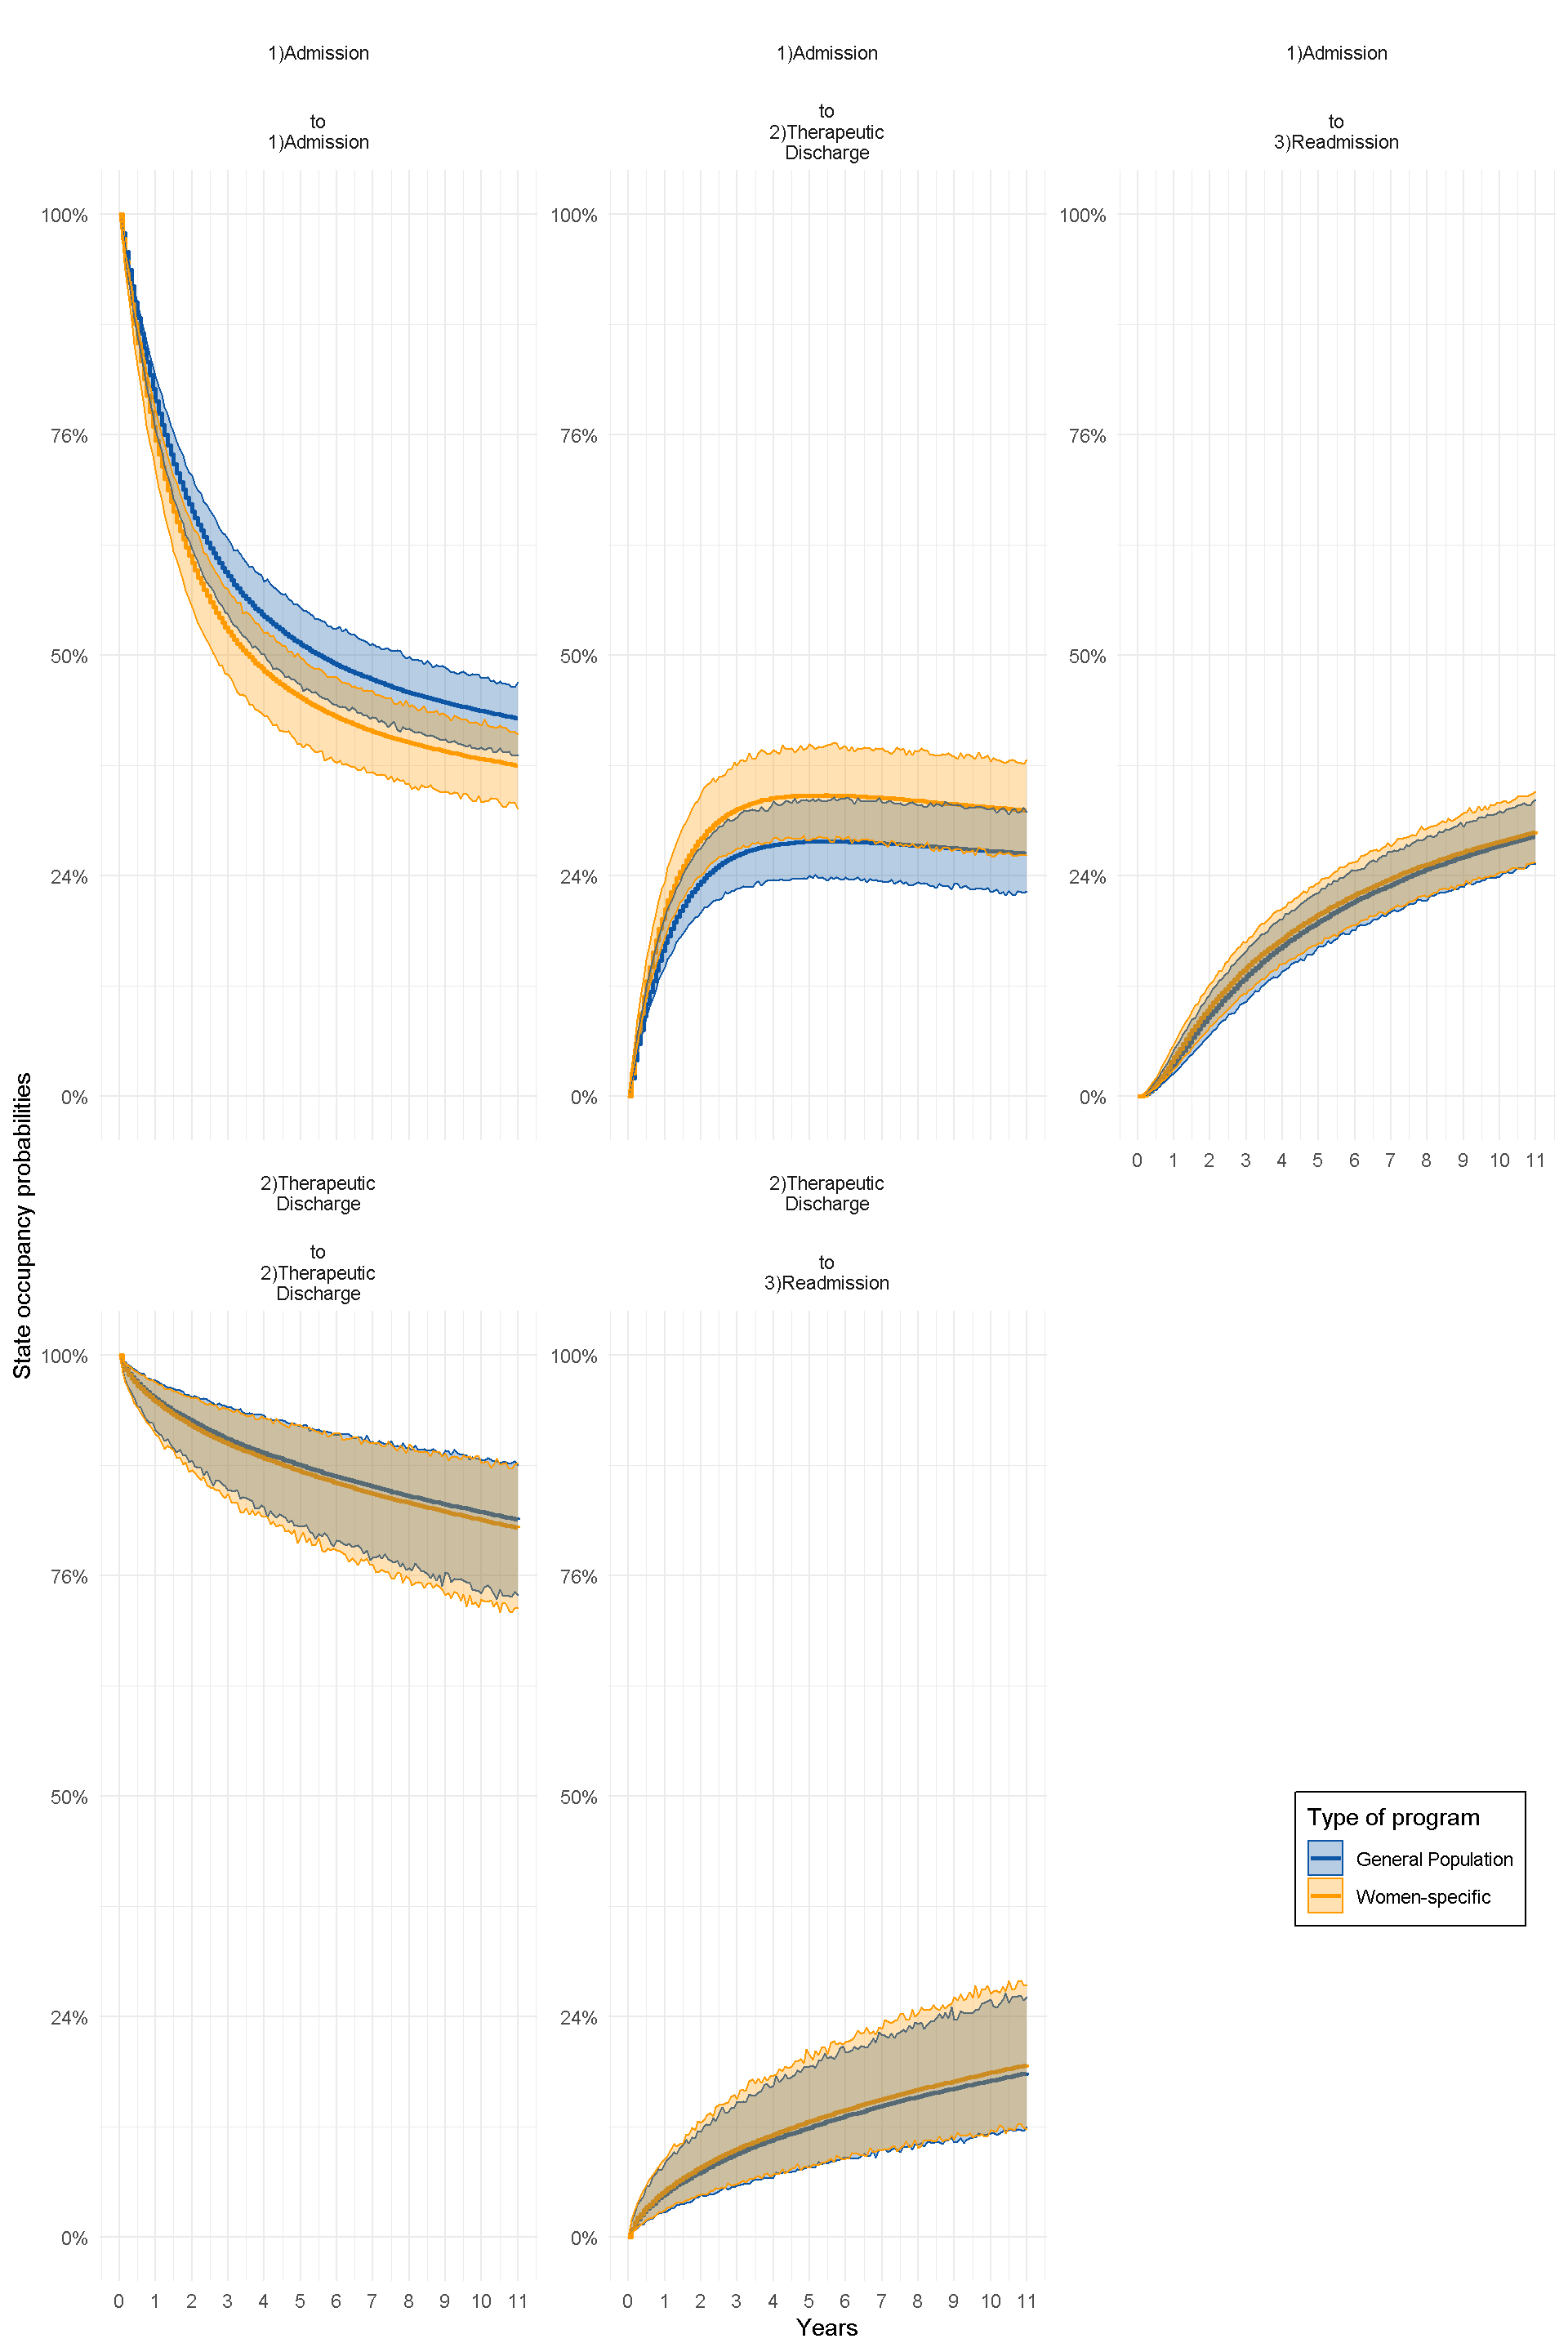 1)Admission
to
1)Admission
1)Admission
to
2)Therapeutic
Discharge
1)Admission
to
3)Readmission
100%
76%
50%
24%
0%
100%
76%
50%
24%
0%
100%
76%
50%
24%
0%
0 1 2 3 4 5 6 7 8 9 10 11
State occupancy probabilities
2)Therapeutic
Discharge
to
2)Therapeutic
Discharge
2)Therapeutic
Discharge
to
3)Readmission
100%
76%
50%
24%
0%
100%
76%
50%
24%
0%
0 1 2 3 4 5 6 7 8 9 10 11
0 1 2 3 4 5 6 7 8 9 10 11
Years
Type of program
General Population
Women-specific